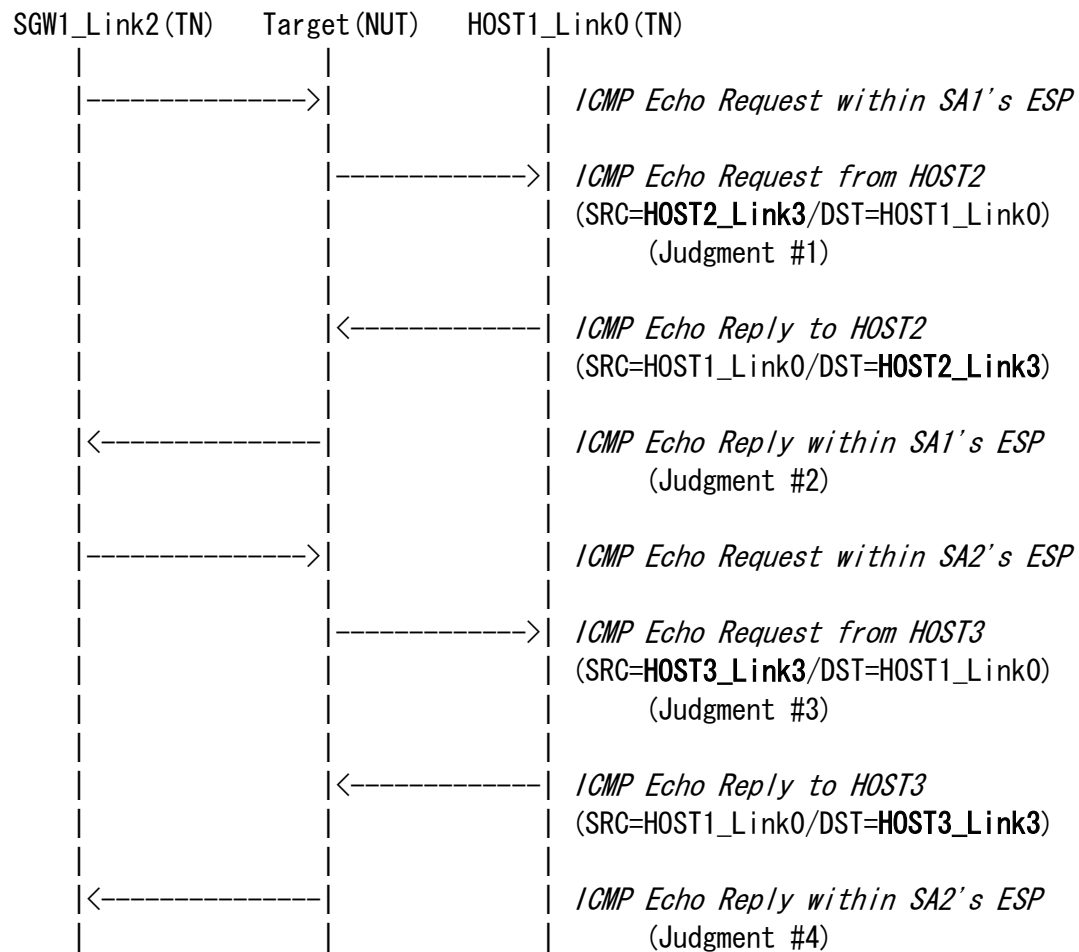 SGW1_Link2(TN) Target(NUT) HOST1_Link0(TN)
| | |
|--------------->| | ICMP Echo Request within SA1's ESP
| | |
| |------------->| ICMP Echo Request from HOST2
| | | (SRC=HOST2_Link3/DST=HOST1_Link0)
| | | (Judgment #1)
| | |
| |<-------------| ICMP Echo Reply to HOST2
| | | (SRC=HOST1_Link0/DST=HOST2_Link3)
| | |
|<---------------| | ICMP Echo Reply within SA1's ESP
| | | (Judgment #2)
| | |
|--------------->| | ICMP Echo Request within SA2's ESP
| | |
| |------------->| ICMP Echo Request from HOST3
| | | (SRC=HOST3_Link3/DST=HOST1_Link0)
| | | (Judgment #3)
| | |
| |<-------------| ICMP Echo Reply to HOST3
| | | (SRC=HOST1_Link0/DST=HOST3_Link3)
| | |
|<---------------| | ICMP Echo Reply within SA2's ESP
| | | (Judgment #4)